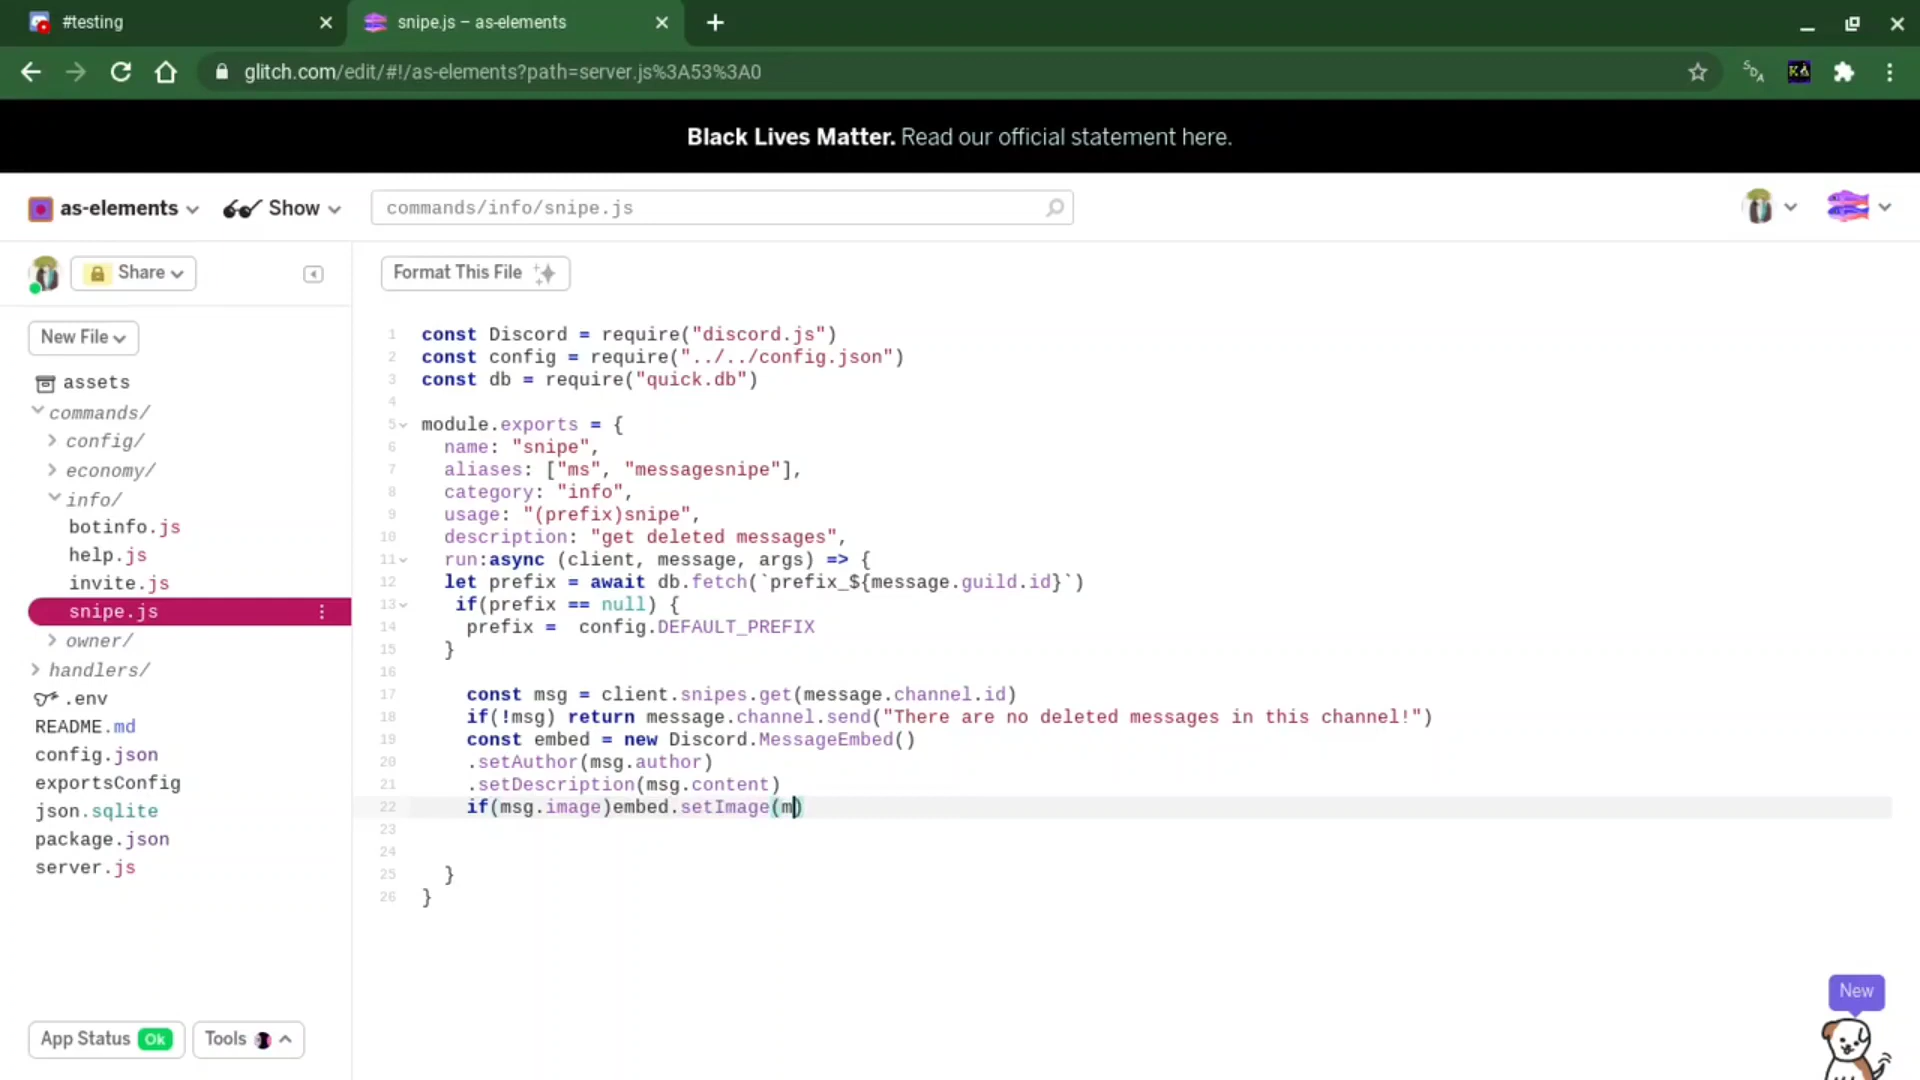 #testing
snipe.js – as-elements
glitch.com/edit/#!/as-elements?path=server.js%3A53%3A0
Black Lives Matter. Read our official statement here.
as-elements
Show
commands/info/snipe.js
Share
Format This File
New File
assets
commands/
config/
economy/
info/
botinfo.js
help.js
invite.js
snipe.js
owner/
handlers/
.env
README.md
config.json
exportsConfig
json.sqlite
package.json
server.js
App Status Ok
Tools
1 const Discord = require("discord.js")
2 const config = require("../../config.json")
3 const db = require("quick.db")
4
5 module.exports = {
6 name: "snipe",
7 aliases: ["ms", "messagesnipe"],
8 category: "info",
9 usage: "(prefix)snipe",
10 description: "get deleted messages",
11 run:async (client, message, args) => {
12 let prefix = await db.fetch(`prefix_${message.guild.id}`)
13 if(prefix == null) {
14 prefix =  config.DEFAULT_PREFIX
15 }
16
17 const msg = client.snipes.get(message.channel.id)
18 if(!msg) return message.channel.send("There are no deleted messages in this channel!")
19 const embed = new Discord.MessageEmbed()
20 .setAuthor(msg.author)
21 .setDescription(msg.content)
22 if(msg.image)embed.setImage(m)
23
24
25 }
26 }
New